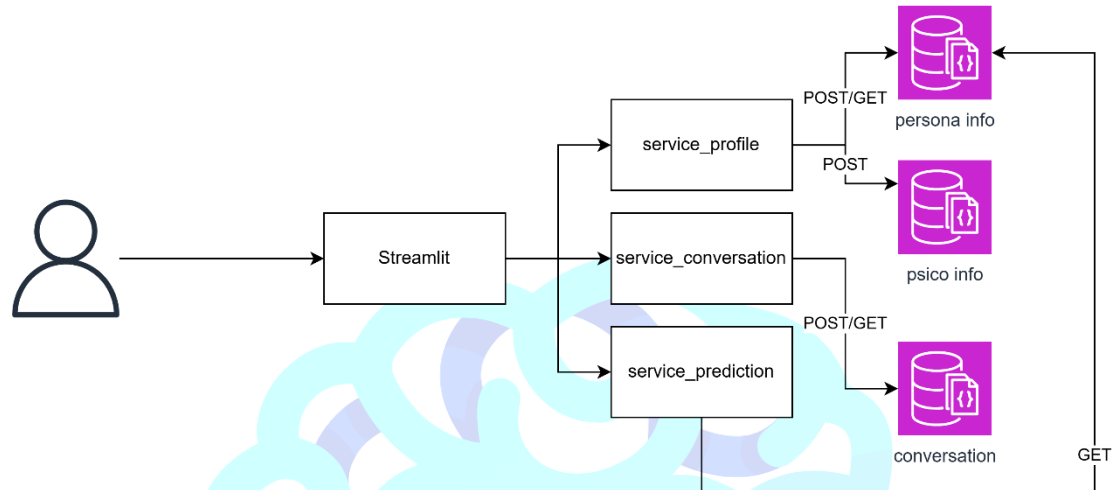 POST/GET
persona info
service_profile
POST
psico info
Streamlit
service_conversation
POST/GET
service_prediction
conversation
GET